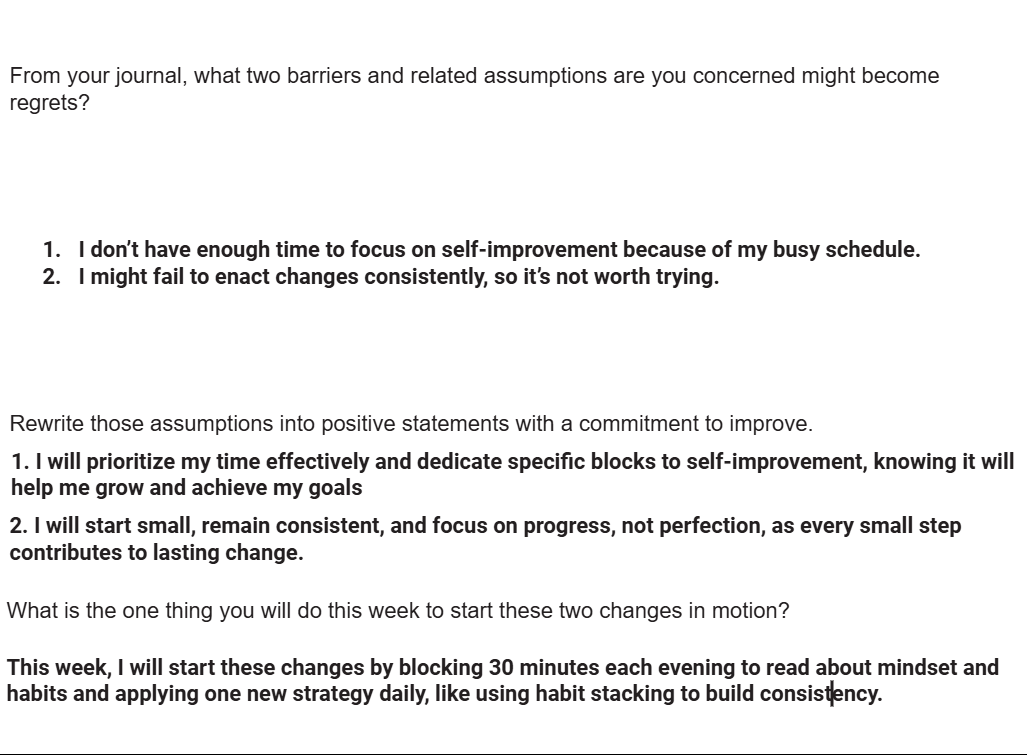 From your journal, what two barriers and related assumptions are you concerned might become
regrets?
1. I don’t have enough time to focus on self-improvement because of my busy schedule.
2. I might fail to enact changes consistently, so it’s not worth trying.
Rewrite those assumptions into positive statements with a commitment to improve.
1. I will prioritize my time effectively and dedicate specific blocks to self-improvement, knowing it will
help me grow and achieve my goals
2. I will start small, remain consistent, and focus on progress, not perfection, as every small step
contributes to lasting change.
What is the one thing you will do this week to start these two changes in motion?
This week, I will start these changes by blocking 30 minutes each evening to read about mindset and
habits and applying one new strategy daily, like using habit stacking to build consistency.